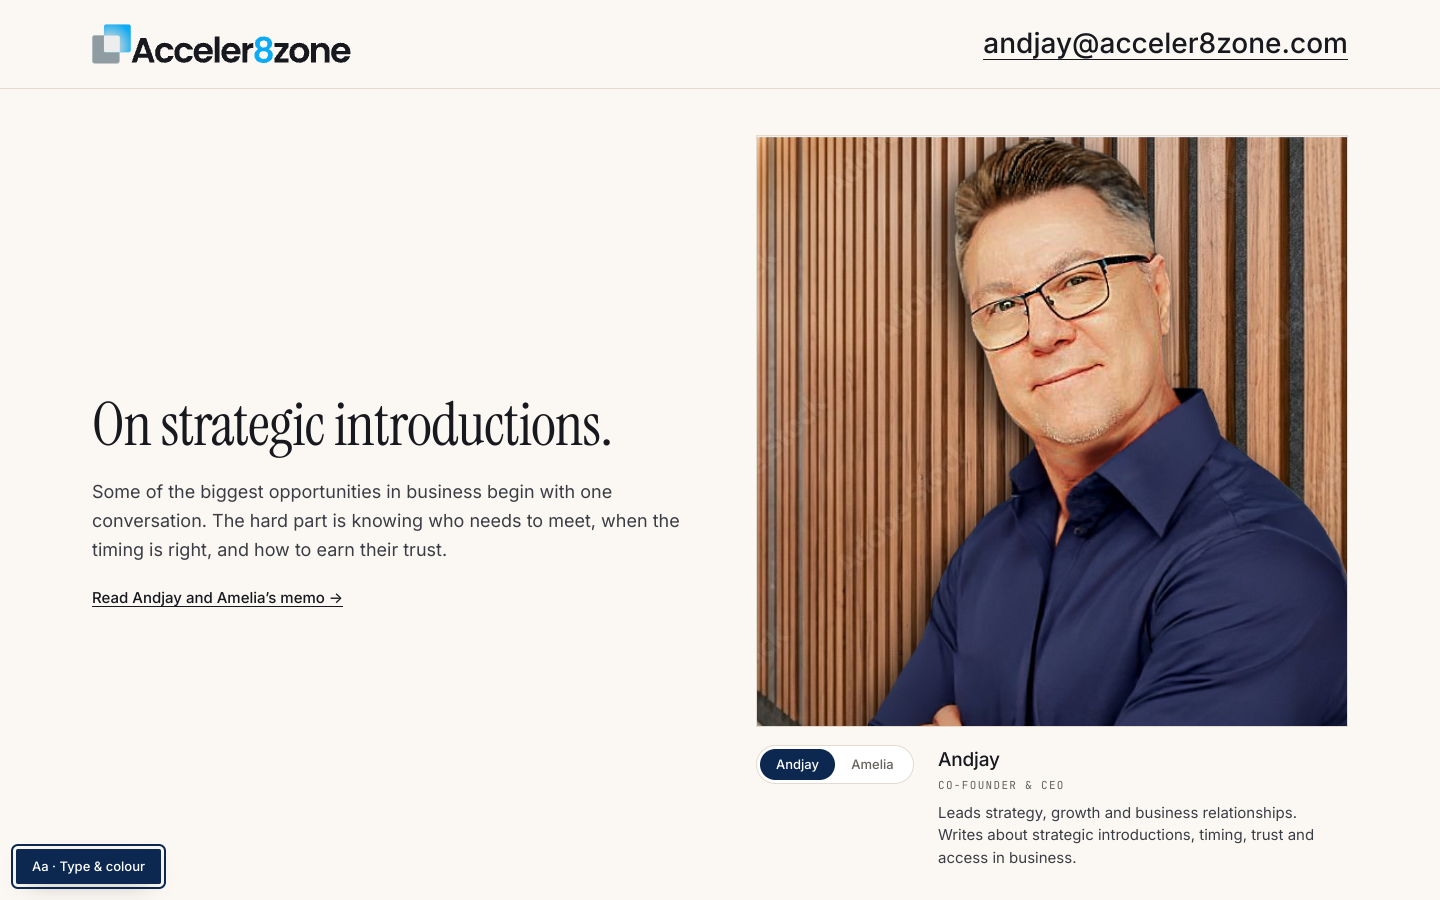 Acceler8zone
andjay@acceler8zone.com
On strategic introductions.
Some of the biggest opportunities in business begin with one
conversation. The hard part is knowing who needs to meet, when the
timing is right, and how to earn their trust.
Read Andjay and Amelia’s memo →
Andjay
Amelia
Andjay
CO-FOUNDER & CEO
Leads strategy, growth and business relationships.
Writes about strategic introductions, timing, trust and
access in business.
Aa · Type & colour